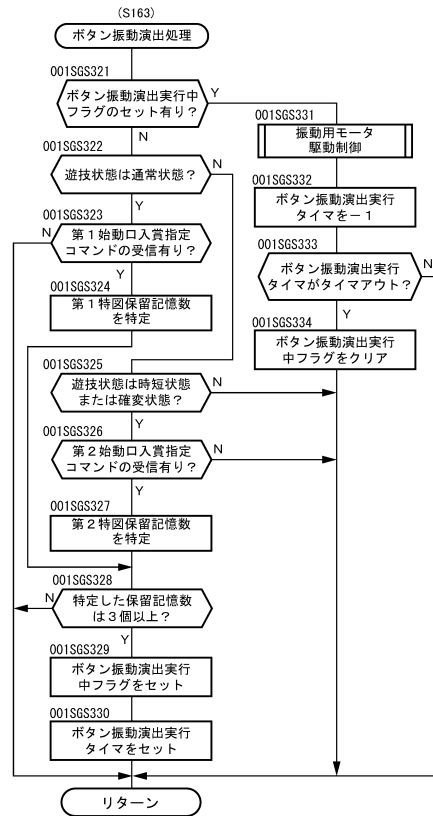 (S163)
ボタン振動演出処理
001SGS321
ボタン振動演出実行中
フラグのセット有り?
Y
N
001SGS322
遊技状態は通常状態?
N
Y
001SGS323
N
第1始動口入賞指定
コマンドの受信有り?
Y
001SGS324
第1特図保留記憶数
を特定
001SGS325
遊技状態は時短状態
または確変状態?
N
Y
001SGS326
第2始動口入賞指定
コマンドの受信有り?
N
Y
001SGS327
第2特図保留記憶数
を特定
001SGS328
N
特定した保留記憶数
は3個以上?
Y
001SGS329
ボタン振動演出実行
中フラグをセット
001SGS330
ボタン振動演出実行
タイマをセット
リターン
001SGS331
振動用モータ
駆動制御
001SGS332
ボタン振動演出実行
タイマを−1
001SGS333
ボタン振動演出実行
タイマがタイムアウト?
N
Y
001SGS334
ボタン振動演出実行
中フラグをクリア